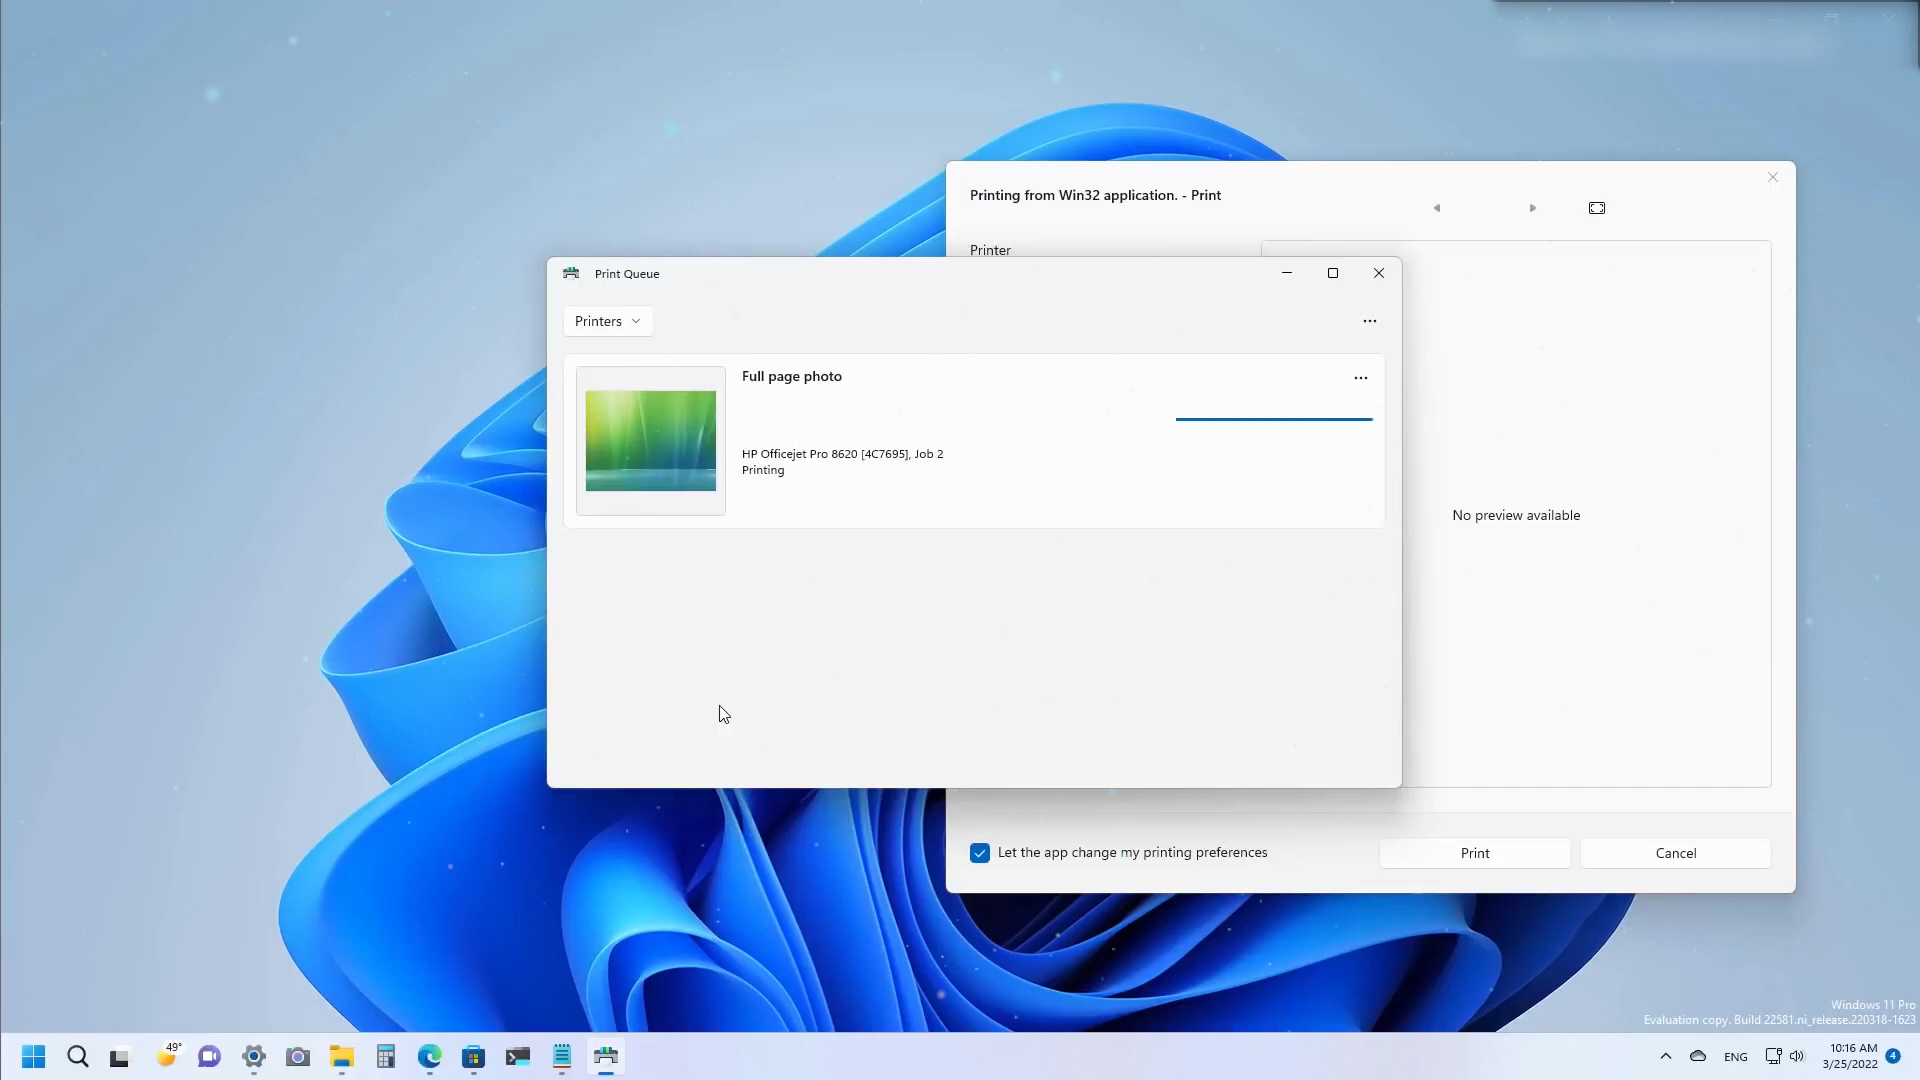 Printing from Win32 application. - Print
Printer
Print Queue
Printers
Full page photo
HP Officejet Pro 8620 [4C7695], Job 2
Printing
No preview available
Let the app change my printing preferences
Print
Cancel
Windows 11 Pro
Evaluation copy. Build 22581.ni_release.220318-1623
49°
ENG
10:16 AM
3/25/2022
4